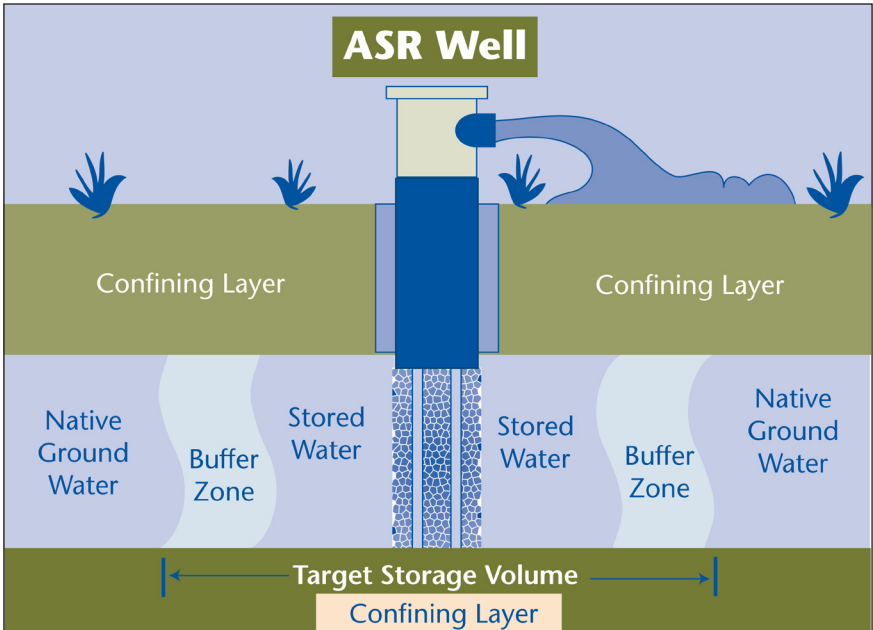 ASR Well
Confining Layer
Confining Layer
Native
Ground
Water
Buffer
Zone
Stored
Water
Stored
Water
Buffer
Zone
Native
Ground
Water
Target Storage Volume
Confining Layer